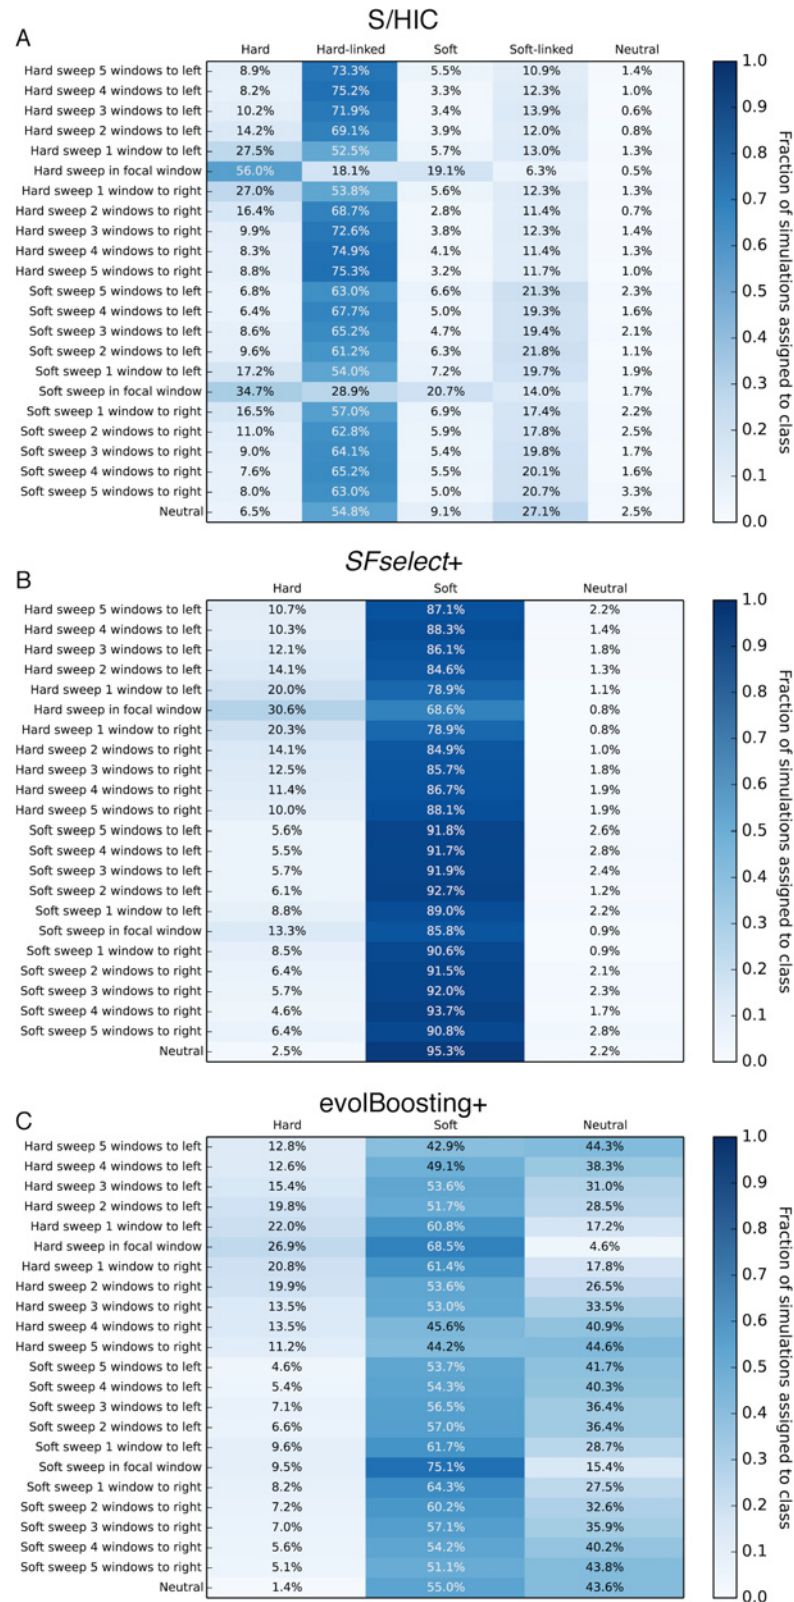 S/HIC
A
Hard Hard-linked Soft Soft-linked Neutral
Hard sweep 5 windows to left 8.9% 73.3% 5.5% 10.9% 1.4%
Hard sweep 4 windows to left 8.2% 75.2% 3.3% 12.3% 1.0%
Hard sweep 3 windows to left 10.2% 71.9% 3.4% 13.9% 0.6%
Hard sweep 2 windows to left 14.2% 69.1% 3.9% 12.0% 0.8%
Hard sweep 1 window to left 27.5% 52.5% 5.7% 13.0% 1.3%
Hard sweep in focal window 56.0% 18.1% 19.1% 6.3% 0.5%
Hard sweep 1 window to right 27.0% 53.8% 5.6% 12.3% 1.3%
Hard sweep 2 windows to right 16.4% 68.7% 2.8% 11.4% 0.7%
Hard sweep 3 windows to right 9.9% 72.6% 3.8% 12.3% 1.4%
Hard sweep 4 windows to right 8.3% 74.9% 4.1% 11.4% 1.3%
Hard sweep 5 windows to right 8.8% 75.3% 3.2% 11.7% 1.0%
Soft sweep 5 windows to left 6.8% 63.0% 6.6% 21.3% 2.3%
Soft sweep 4 windows to left 6.4% 67.7% 5.0% 19.3% 1.6%
Soft sweep 3 windows to left 8.6% 65.2% 4.7% 19.4% 2.1%
Soft sweep 2 windows to left 9.6% 61.2% 6.3% 21.8% 1.1%
Soft sweep 1 window to left 17.2% 54.0% 7.2% 19.7% 1.9%
Soft sweep in focal window 34.7% 28.9% 20.7% 14.0% 1.7%
Soft sweep 1 window to right 16.5% 57.0% 6.9% 17.4% 2.2%
Soft sweep 2 windows to right 11.0% 62.8% 5.9% 17.8% 2.5%
Soft sweep 3 windows to right 9.0% 64.1% 5.4% 19.8% 1.7%
Soft sweep 4 windows to right 7.6% 65.2% 5.5% 20.1% 1.6%
Soft sweep 5 windows to right 8.0% 63.0% 5.0% 20.7% 3.3%
Neutral 6.5% 54.8% 9.1% 27.1% 2.5%
1.0
0.9
0.8
0.7
0.6
0.5
0.4
0.3
0.2
0.1
0.0
Fraction of simulations assigned to class
SFselect+
B
Hard Soft Neutral
Hard sweep 5 windows to left 10.7% 87.1% 2.2%
Hard sweep 4 windows to left 10.3% 88.3% 1.4%
Hard sweep 3 windows to left 12.1% 86.1% 1.8%
Hard sweep 2 windows to left 14.1% 84.6% 1.3%
Hard sweep 1 window to left 20.0% 78.9% 1.1%
Hard sweep in focal window 30.6% 68.6% 0.8%
Hard sweep 1 window to right 20.3% 78.9% 0.8%
Hard sweep 2 windows to right 14.1% 84.9% 1.0%
Hard sweep 3 windows to right 12.5% 85.7% 1.8%
Hard sweep 4 windows to right 11.4% 86.7% 1.9%
Hard sweep 5 windows to right 10.0% 88.1% 1.9%
Soft sweep 5 windows to left 5.6% 91.8% 2.6%
Soft sweep 4 windows to left 5.5% 91.7% 2.8%
Soft sweep 3 windows to left 5.7% 91.9% 2.4%
Soft sweep 2 windows to left 6.1% 92.7% 1.2%
Soft sweep 1 window to left 8.8% 89.0% 2.2%
Soft sweep in focal window 13.3% 85.8% 0.9%
Soft sweep 1 window to right 8.5% 90.6% 0.9%
Soft sweep 2 windows to right 6.4% 91.5% 2.1%
Soft sweep 3 windows to right 5.7% 92.0% 2.3%
Soft sweep 4 windows to right 4.6% 93.7% 1.7%
Soft sweep 5 windows to right 6.4% 90.8% 2.8%
Neutral 2.5% 95.3% 2.2%
1.0
0.9
0.8
0.7
0.6
0.5
0.4
0.3
0.2
0.1
0.0
Fraction of simulations assigned to class
evolBoosting+
C
Hard Soft Neutral
Hard sweep 5 windows to left 12.8% 42.9% 44.3%
Hard sweep 4 windows to left 12.6% 49.1% 38.3%
Hard sweep 3 windows to left 15.4% 53.6% 31.0%
Hard sweep 2 windows to left 19.8% 51.7% 28.5%
Hard sweep 1 window to left 22.0% 60.8% 17.2%
Hard sweep in focal window 26.9% 68.5% 4.6%
Hard sweep 1 window to right 20.8% 61.4% 17.8%
Hard sweep 2 windows to right 19.9% 53.6% 26.5%
Hard sweep 3 windows to right 13.5% 53.0% 33.5%
Hard sweep 4 windows to right 13.5% 45.6% 40.9%
Hard sweep 5 windows to right 11.2% 44.2% 44.6%
Soft sweep 5 windows to left 4.6% 53.7% 41.7%
Soft sweep 4 windows to left 5.4% 54.3% 40.3%
Soft sweep 3 windows to left 7.1% 56.5% 36.4%
Soft sweep 2 windows to left 6.6% 57.0% 36.4%
Soft sweep 1 window to left 9.6% 61.7% 28.7%
Soft sweep in focal window 9.5% 75.1% 15.4%
Soft sweep 1 window to right 8.2% 64.3% 27.5%
Soft sweep 2 windows to right 7.2% 60.2% 32.6%
Soft sweep 3 windows to right 7.0% 57.1% 35.9%
Soft sweep 4 windows to right 5.6% 54.2% 40.2%
Soft sweep 5 windows to right 5.1% 51.1% 43.8%
Neutral 1.4% 55.0% 43.6%
1.0
0.9
0.8
0.7
0.6
0.5
0.4
0.3
0.2
0.1
0.0
Fraction of simulations assigned to class